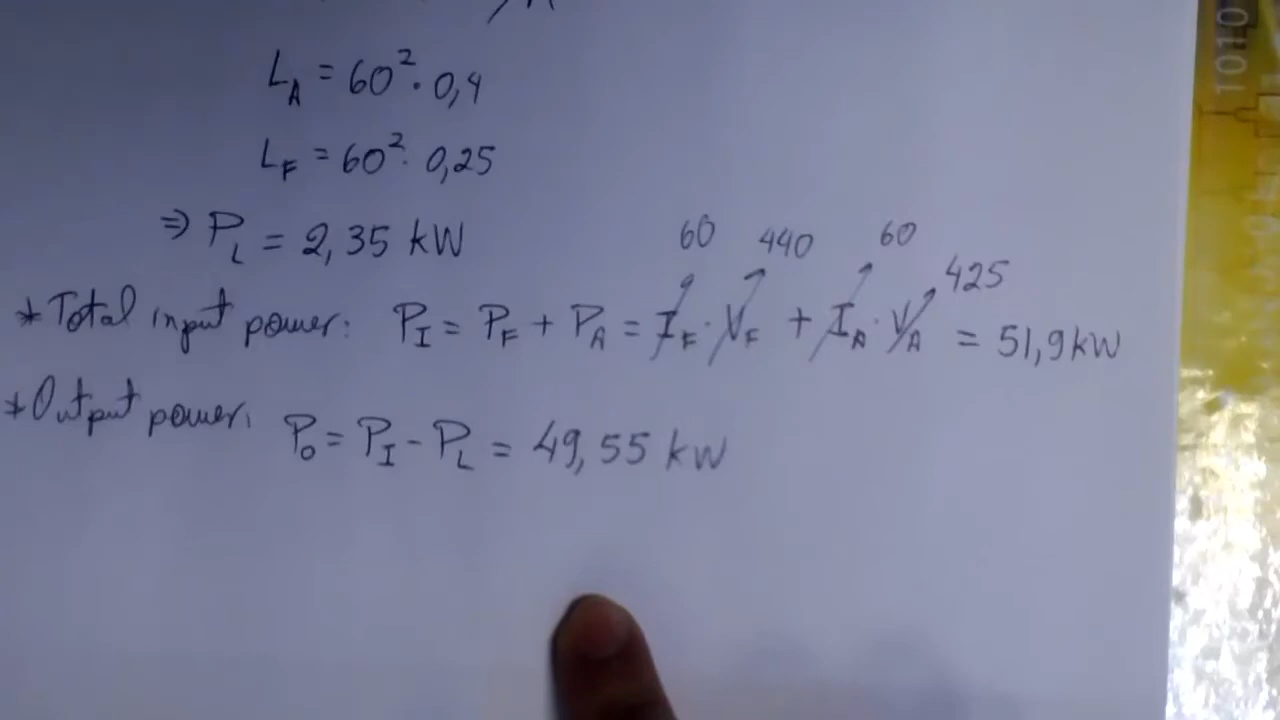 L_A = 60² · 0,4
L_F = 60² · 0,25
⇒ P_L = 2,35 kW
60 440 60 425
* Total input power: P_I = P_F + P_A = I_F · V_F + I_A · V_A = 51,9 kW
* Output power: P_O = P_I - P_L = 49,55 kW
1010